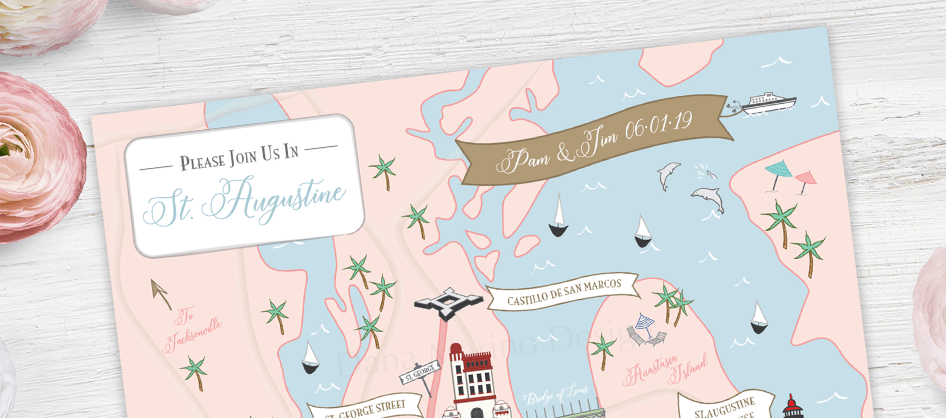 PLEASE JOIN US IN
St. Augustine
Pam & Jim 06·01·19
CASTILLO DE SAN MARCOS
To
Jacksonville
ST. GEORGE
ST. GEORGE STREET
Bridge of Lions
Anastasia
Island
ST.AUGUSTINE